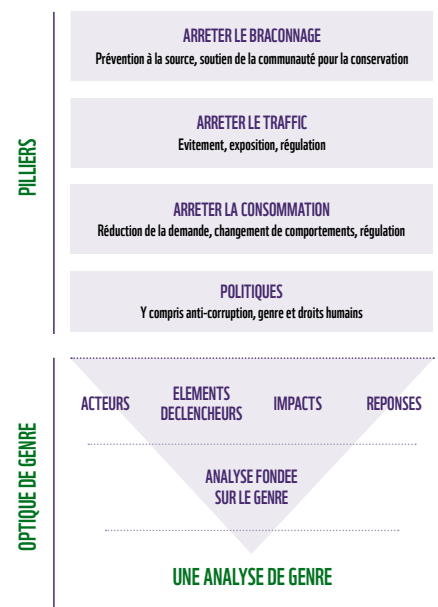 PILLIERS
ARRETER LE BRACONNAGE
Prévention à la source, soutien de la communauté pour la conservation
ARRETER LE TRAFFIC
Evitement, exposition, régulation
ARRETER LA CONSOMMATION
Réduction de la demande, changement de comportements, régulation
POLITIQUES
Y compris anti-corruption, genre et droits humains
OPTIQUE DE GENRE
ACTEURS
ELEMENTS
DECLENCHEURS
IMPACTS
REPONSES
ANALYSE FONDEE
SUR LE GENRE
UNE ANALYSE DE GENRE